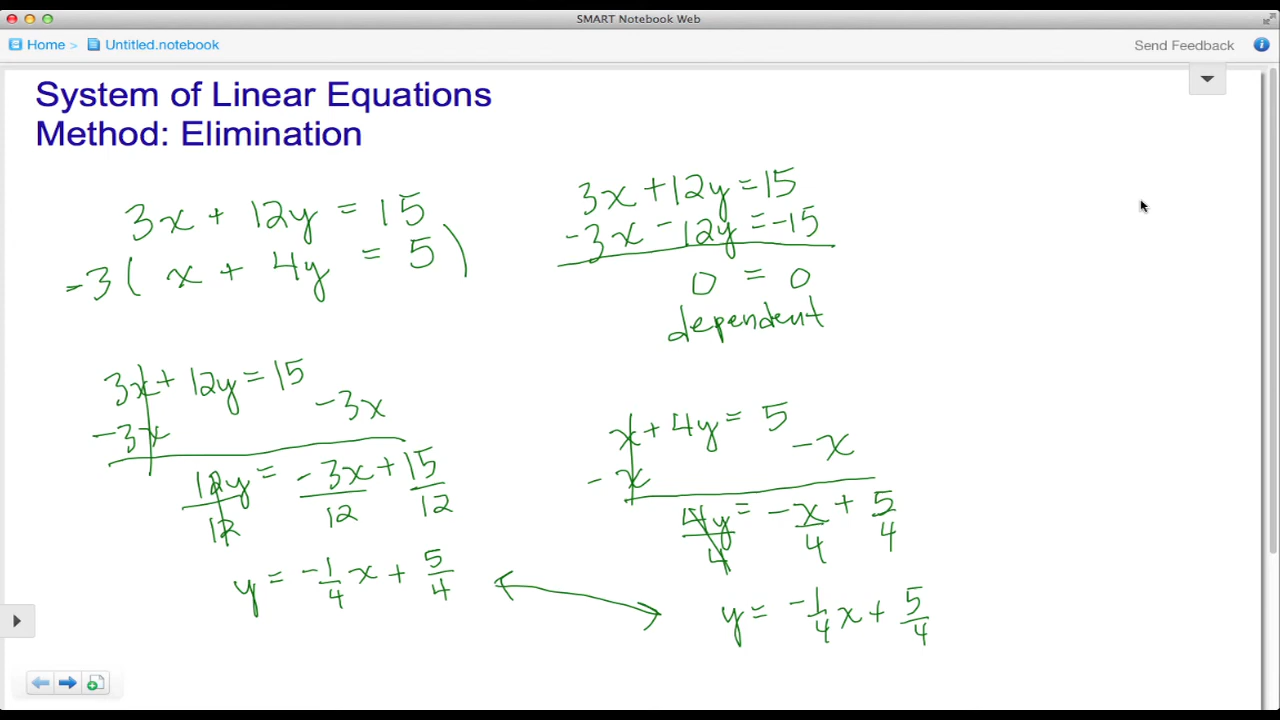 SMART Notebook Web
Home > Untitled.notebook
Send Feedback
System of Linear Equations
Method: Elimination
3x + 12y = 15
-3( x + 4y = 5 )
3x + 12y = 15
-3x - 12y = -15
0 = 0
dependent
3x + 12y = 15
-3x
-3x
12y = -3x + 15
12 12 12
y = -1/4 x + 5/4
x + 4y = 5
-x
-x
4y = -x + 5
4 4 4
y = -1/4 x + 5/4